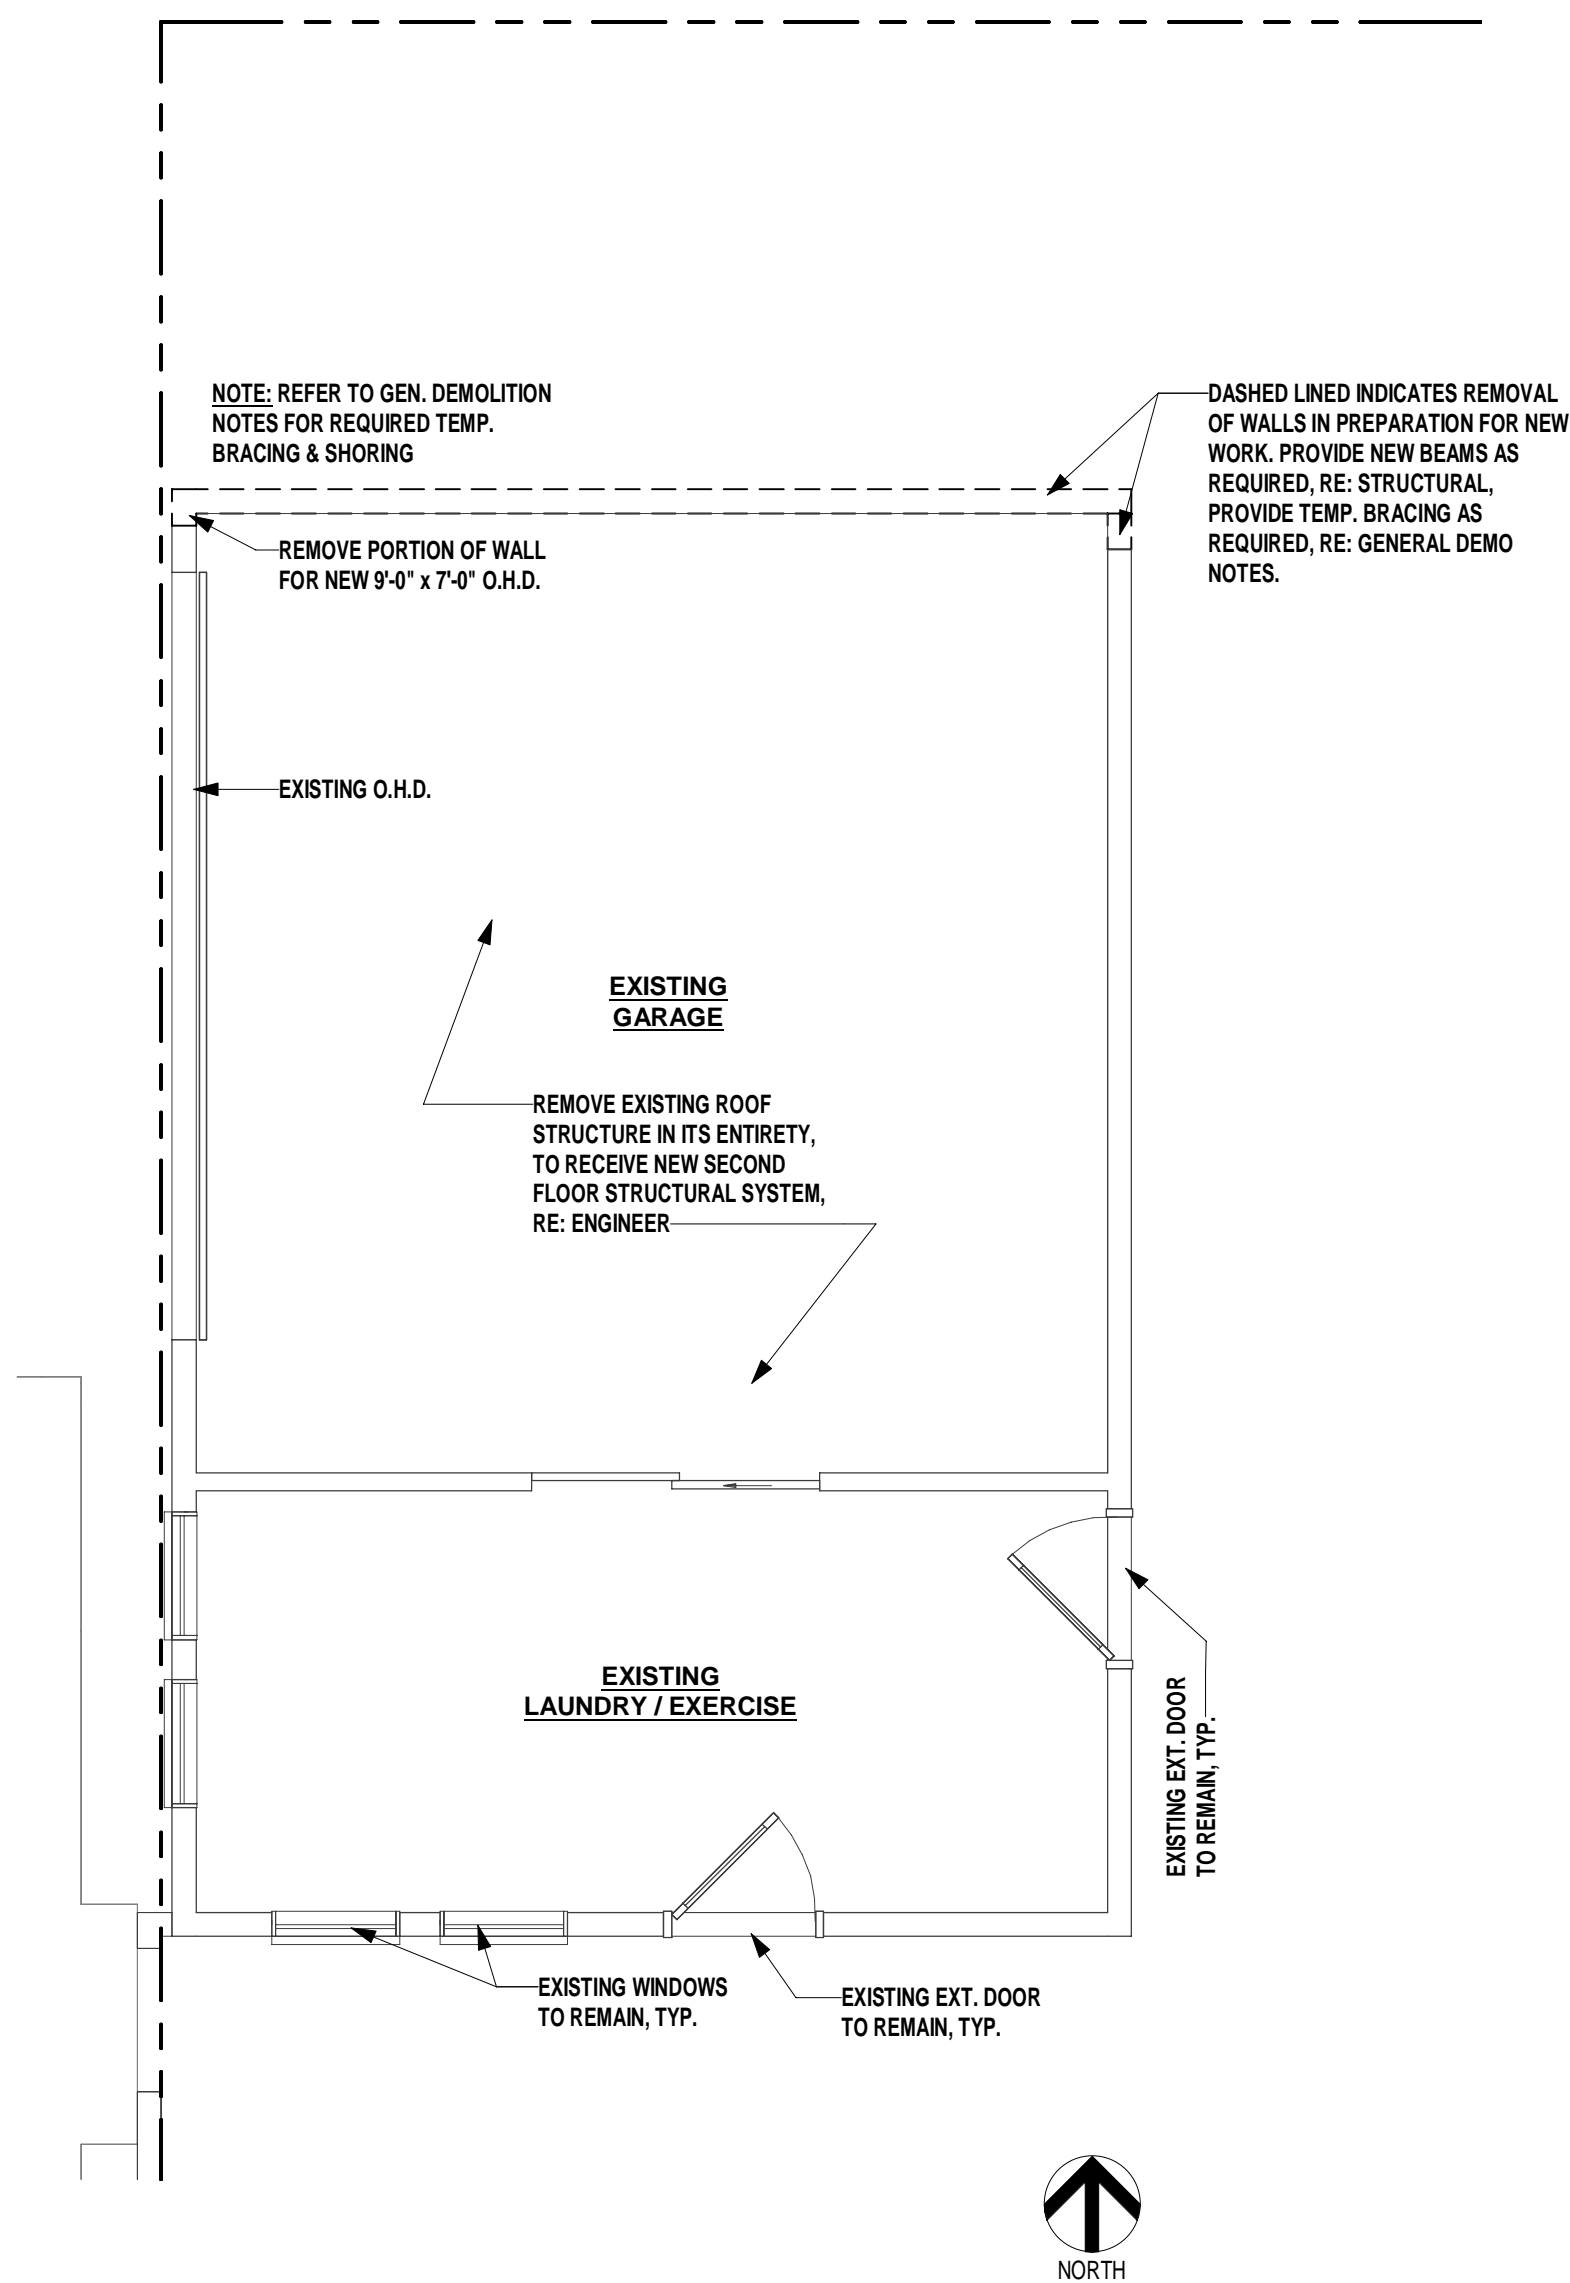 NOTE: REFER TO GEN. DEMOLITION
NOTES FOR REQUIRED TEMP.
BRACING & SHORING
DASHED LINED INDICATES REMOVAL
OF WALLS IN PREPARATION FOR NEW
WORK. PROVIDE NEW BEAMS AS
REQUIRED, RE: STRUCTURAL,
PROVIDE TEMP. BRACING AS
REQUIRED, RE: GENERAL DEMO
NOTES.
REMOVE PORTION OF WALL
FOR NEW 9'-0" x 7'-0" O.H.D.
EXISTING O.H.D.
EXISTING
GARAGE
REMOVE EXISTING ROOF
STRUCTURE IN ITS ENTIRETY,
TO RECEIVE NEW SECOND
FLOOR STRUCTURAL SYSTEM,
RE: ENGINEER
EXISTING
LAUNDRY / EXERCISE
EXISTING EXT. DOOR
TO REMAIN, TYP.
EXISTING WINDOWS
TO REMAIN, TYP.
EXISTING EXT. DOOR
TO REMAIN, TYP.
NORTH